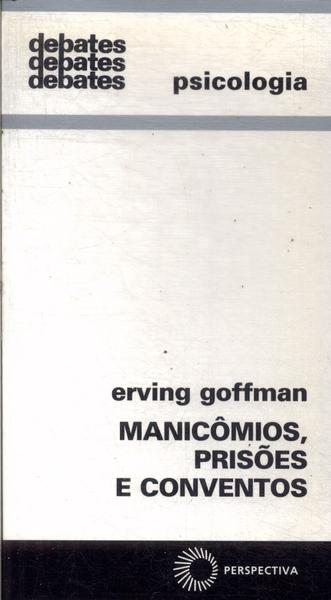 debates
debates
debates
psicologia
erving goffman
MANICÔMIOS,
PRISÕES
E CONVENTOS
PERSPECTIVA